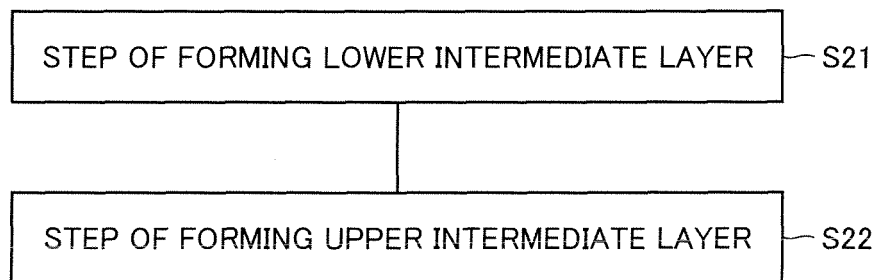 STEP OF FORMING LOWER INTERMEDIATE LAYER S21
STEP OF FORMING UPPER INTERMEDIATE LAYER S22